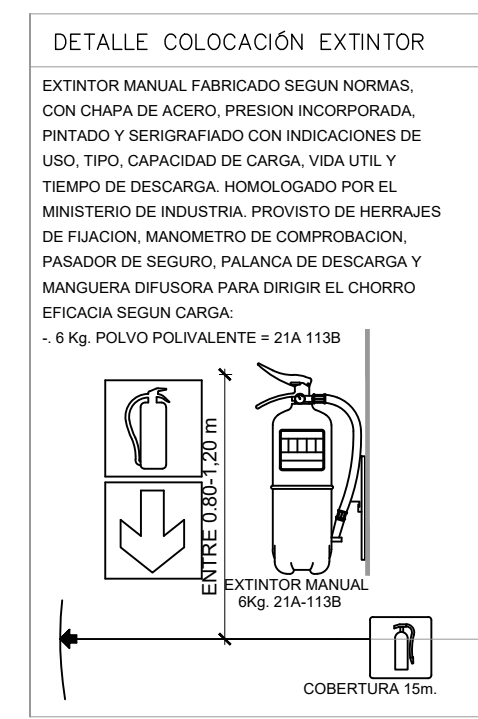 DETALLE COLOCACIÓN EXTINTOR
EXTINTOR MANUAL FABRICADO SEGUN NORMAS,
CON CHAPA DE ACERO, PRESION INCORPORADA,
PINTADO Y SERIGRAFIADO CON INDICACIONES DE
USO, TIPO, CAPACIDAD DE CARGA, VIDA UTIL Y
TIEMPO DE DESCARGA. HOMOLOGADO POR EL
MINISTERIO DE INDUSTRIA. PROVISTO DE HERRAJES
DE FIJACION, MANOMETRO DE COMPROBACION,
PASADOR DE SEGURO, PALANCA DE DESCARGA Y
MANGUERA DIFUSORA PARA DIRIGIR EL CHORRO
EFICACIA SEGUN CARGA:
-. 6 Kg. POLVO POLIVALENTE = 21A 113B
ENTRE 0.80-1,20 m
EXTINTOR MANUAL
6Kg. 21A-113B
COBERTURA 15m.